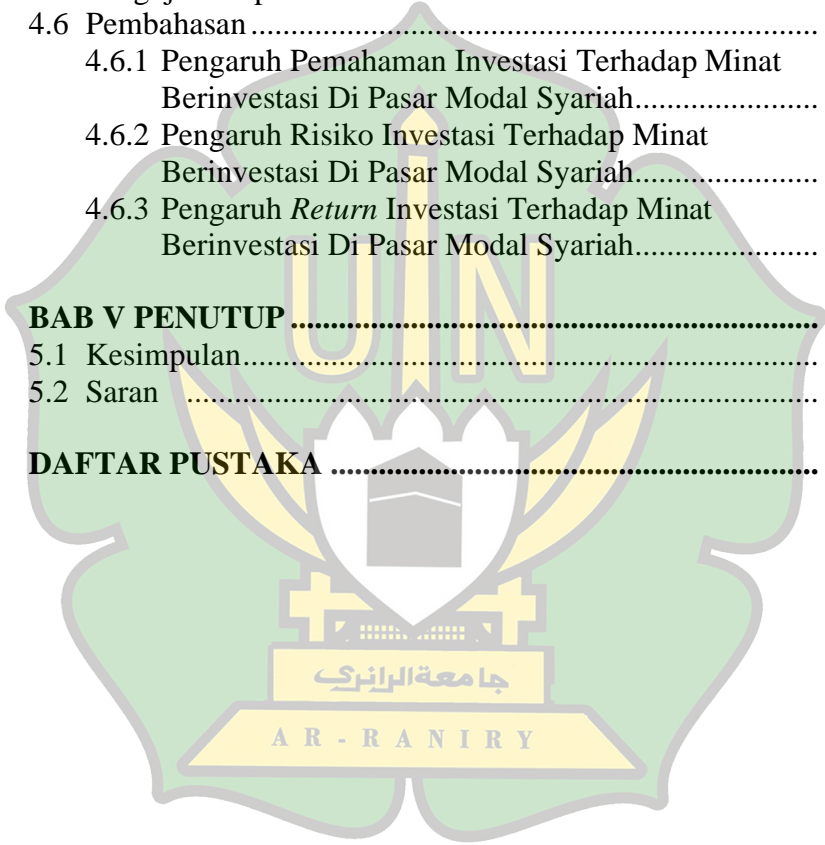 4.6 Pembahasan ................................................................
4.6.1 Pengaruh Pemahaman Investasi Terhadap Minat
Berinvestasi Di Pasar Modal Syariah.....................
4.6.2 Pengaruh Risiko Investasi Terhadap Minat
Berinvestasi Di Pasar Modal Syariah.....................
4.6.3 Pengaruh Return Investasi Terhadap Minat
Berinvestasi Di Pasar Modal Syariah.....................
BAB V PENUTUP ................................................................
5.1 Kesimpulan................................................................
5.2 Saran ................................................................
DAFTAR PUSTAKA ................................................................
UIN
جامعةالرانري
AR-RANIRY